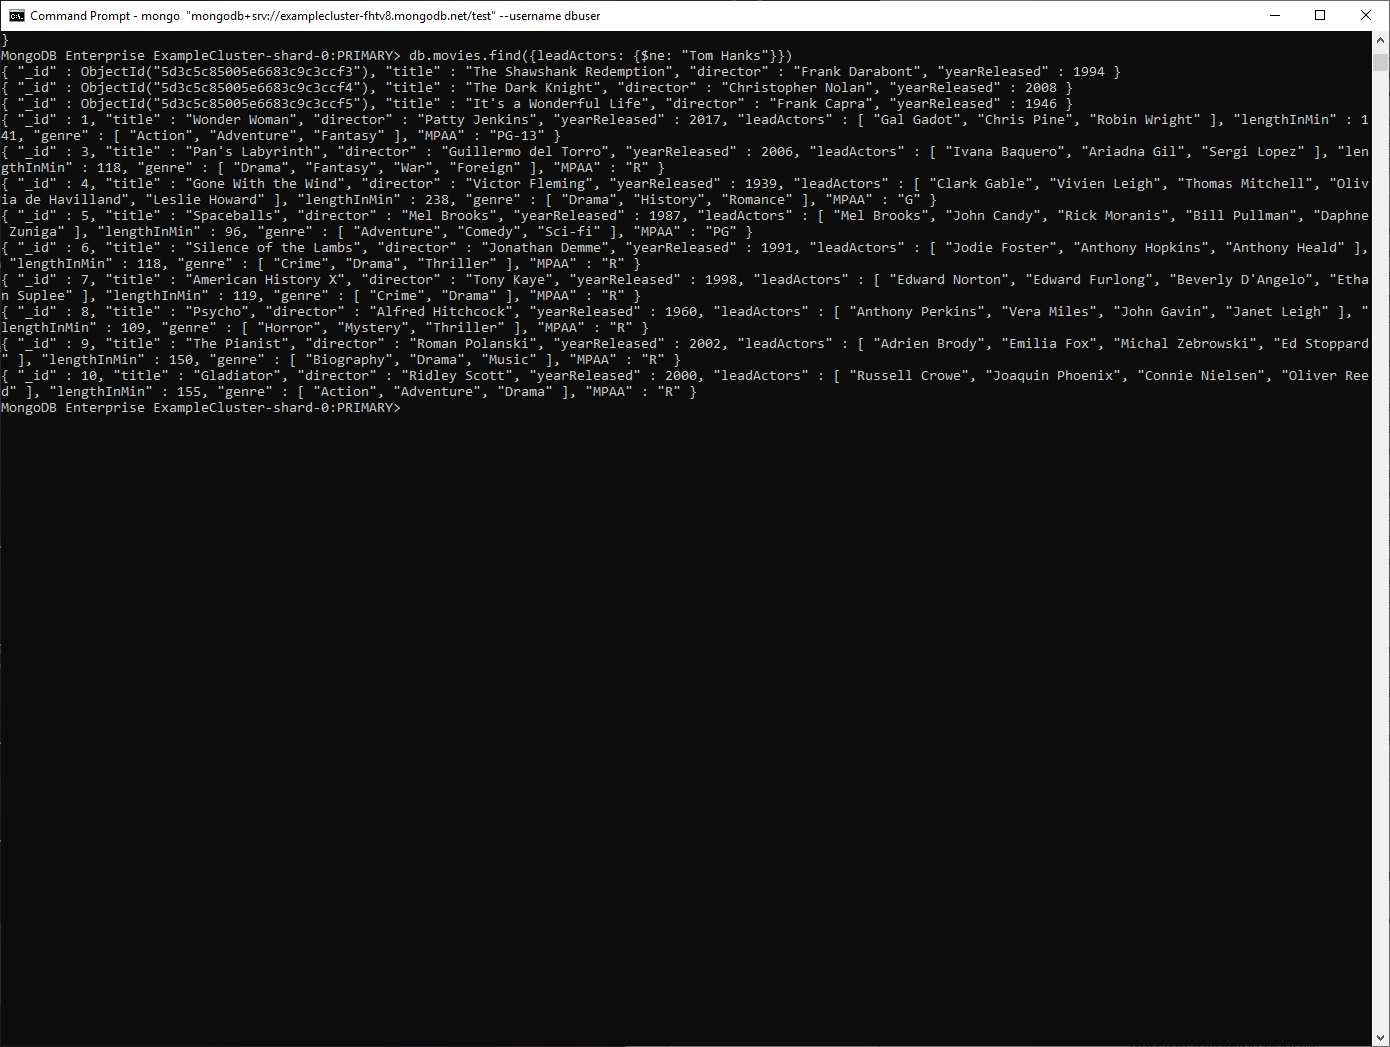 Command Prompt - mongo  "mongodb+srv://examplecluster-fhtv8.mongodb.net/test" --username dbuser
}
MongoDB Enterprise ExampleCluster-shard-0:PRIMARY> db.movies.find({leadActors: {$ne: "Tom Hanks"}})
{ "_id" : ObjectId("5d3c5c85005e6683c9c3ccf3"), "title" : "The Shawshank Redemption", "director" : "Frank Darabont", "yearReleased" : 1994 }
{ "_id" : ObjectId("5d3c5c85005e6683c9c3ccf4"), "title" : "The Dark Knight", "director" : "Christopher Nolan", "yearReleased" : 2008 }
{ "_id" : ObjectId("5d3c5c85005e6683c9c3ccf5"), "title" : "It's a Wonderful Life", "director" : "Frank Capra", "yearReleased" : 1946 }
{ "_id" : 1, "title" : "Wonder Woman", "director" : "Patty Jenkins", "yearReleased" : 2017, "leadActors" : [ "Gal Gadot", "Chris Pine", "Robin Wright" ], "lengthInMin" : 1
41, "genre" : [ "Action", "Adventure", "Fantasy" ], "MPAA" : "PG-13" }
{ "_id" : 3, "title" : "Pan's Labyrinth", "director" : "Guillermo del Torro", "yearReleased" : 2006, "leadActors" : [ "Ivana Baquero", "Ariadna Gil", "Sergi Lopez" ], "len
gthInMin" : 118, "genre" : [ "Drama", "Fantasy", "War", "Foreign" ], "MPAA" : "R" }
{ "_id" : 4, "title" : "Gone With the Wind", "director" : "Victor Fleming", "yearReleased" : 1939, "leadActors" : [ "Clark Gable", "Vivien Leigh", "Thomas Mitchell", "Oliv
ia de Havilland", "Leslie Howard" ], "lengthInMin" : 238, "genre" : [ "Drama", "History", "Romance" ], "MPAA" : "G" }
{ "_id" : 5, "title" : "Spaceballs", "director" : "Mel Brooks", "yearReleased" : 1987, "leadActors" : [ "Mel Brooks", "John Candy", "Rick Moranis", "Bill Pullman", "Daphne
 Zuniga" ], "lengthInMin" : 96, "genre" : [ "Adventure", "Comedy", "Sci-fi" ], "MPAA" : "PG" }
{ "_id" : 6, "title" : "Silence of the Lambs", "director" : "Jonathan Demme", "yearReleased" : 1991, "leadActors" : [ "Jodie Foster", "Anthony Hopkins", "Anthony Heald" ],
 "lengthInMin" : 118, "genre" : [ "Crime", "Drama", "Thriller" ], "MPAA" : "R" }
{ "_id" : 7, "title" : "American History X", "director" : "Tony Kaye", "yearReleased" : 1998, "leadActors" : [ "Edward Norton", "Edward Furlong", "Beverly D'Angelo", "Etha
n Suplee" ], "lengthInMin" : 119, "genre" : [ "Crime", "Drama" ], "MPAA" : "R" }
{ "_id" : 8, "title" : "Psycho", "director" : "Alfred Hitchcock", "yearReleased" : 1960, "leadActors" : [ "Anthony Perkins", "Vera Miles", "John Gavin", "Janet Leigh" ], "
lengthInMin" : 109, "genre" : [ "Horror", "Mystery", "Thriller" ], "MPAA" : "R" }
{ "_id" : 9, "title" : "The Pianist", "director" : "Roman Polanski", "yearReleased" : 2002, "leadActors" : [ "Adrien Brody", "Emilia Fox", "Michal Zebrowski", "Ed Stoppard
" ], "lengthInMin" : 150, "genre" : [ "Biography", "Drama", "Music" ], "MPAA" : "R" }
{ "_id" : 10, "title" : "Gladiator", "director" : "Ridley Scott", "yearReleased" : 2000, "leadActors" : [ "Russell Crowe", "Joaquin Phoenix", "Connie Nielsen", "Oliver Ree
d" ], "lengthInMin" : 155, "genre" : [ "Action", "Adventure", "Drama" ], "MPAA" : "R" }
MongoDB Enterprise ExampleCluster-shard-0:PRIMARY>